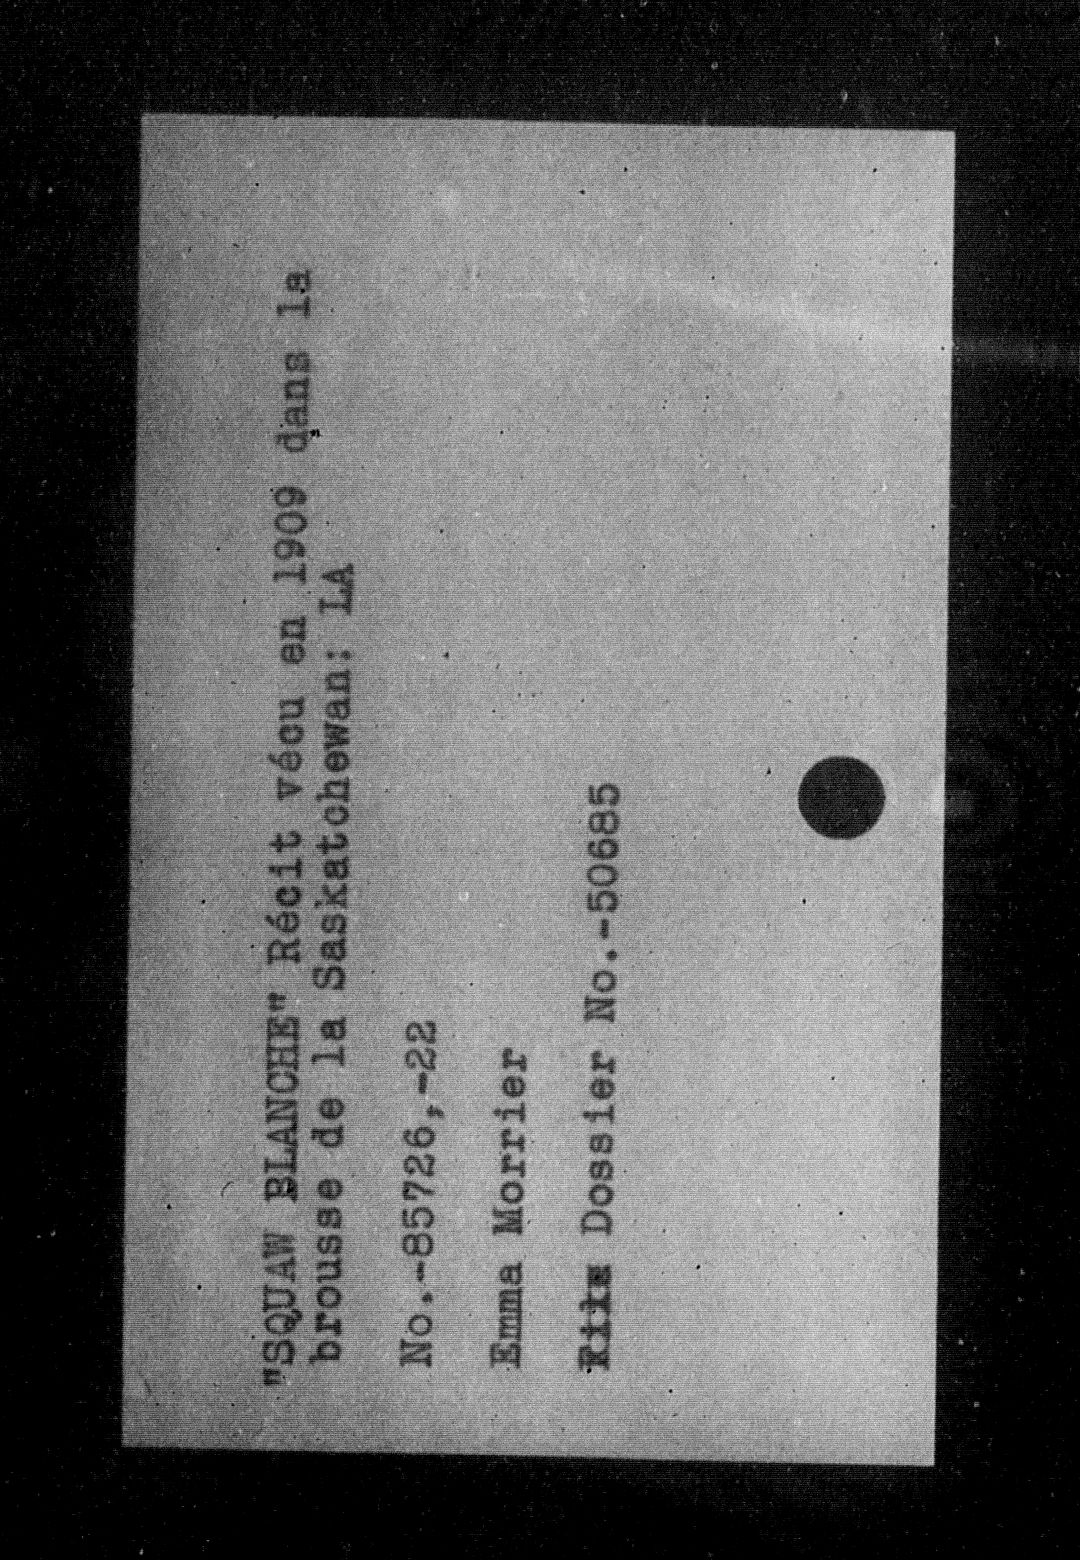 "SQUAW BLANCHE" Récit vécu en 1909 dans la
brousse de la Saskatchewan: LA
No.-85726,-22
Emma Morrier
Dossier No.-50685